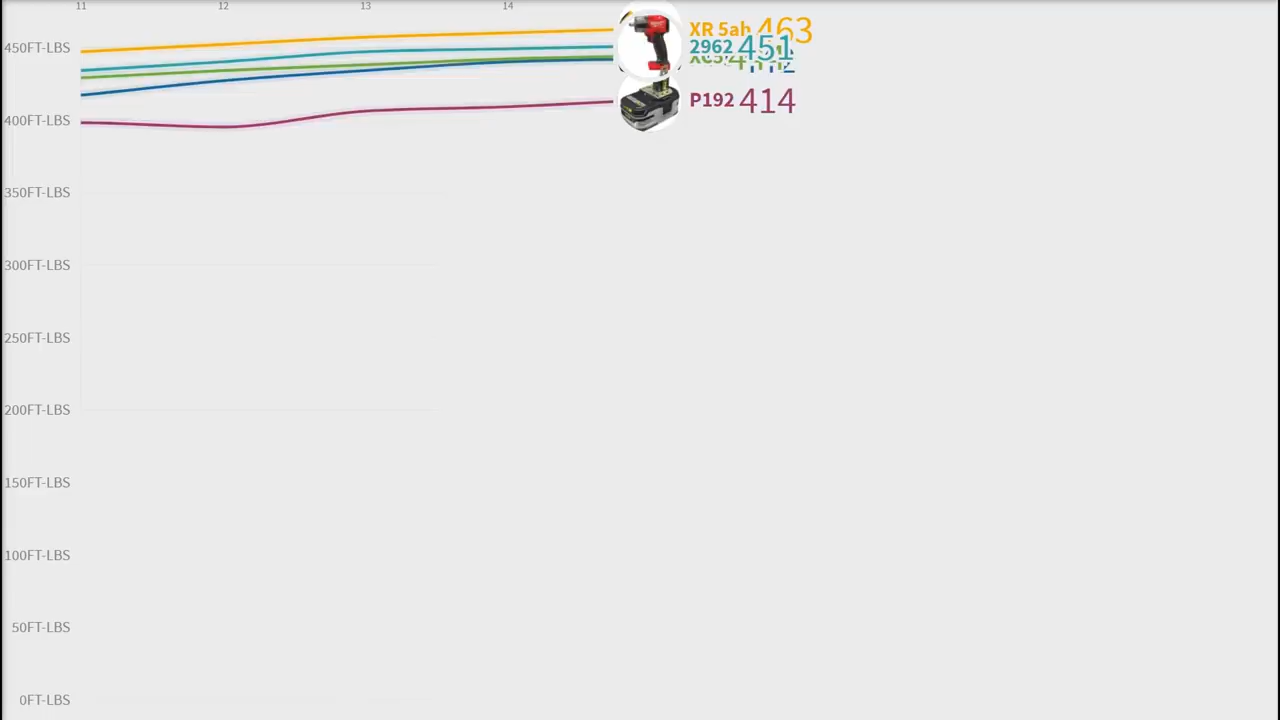 11 12 13 14
450FT-LBS
400FT-LBS
350FT-LBS
300FT-LBS
250FT-LBS
200FT-LBS
150FT-LBS
100FT-LBS
50FT-LBS
0FT-LBS
XR 5ah 463
2962 451
P192 414